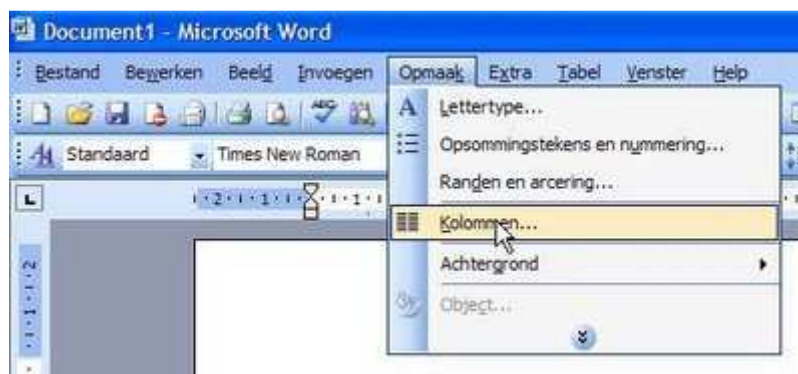 Document1 - Microsoft Word
Bestand Bewerken Beeld Invoegen Opmaak Extra Tabel Venster Help
Lettertype...
Opsommingstekens en nummering...
Standaard Times New Roman
Randen en arcering...
Kolommen...
Achtergrond
Object...